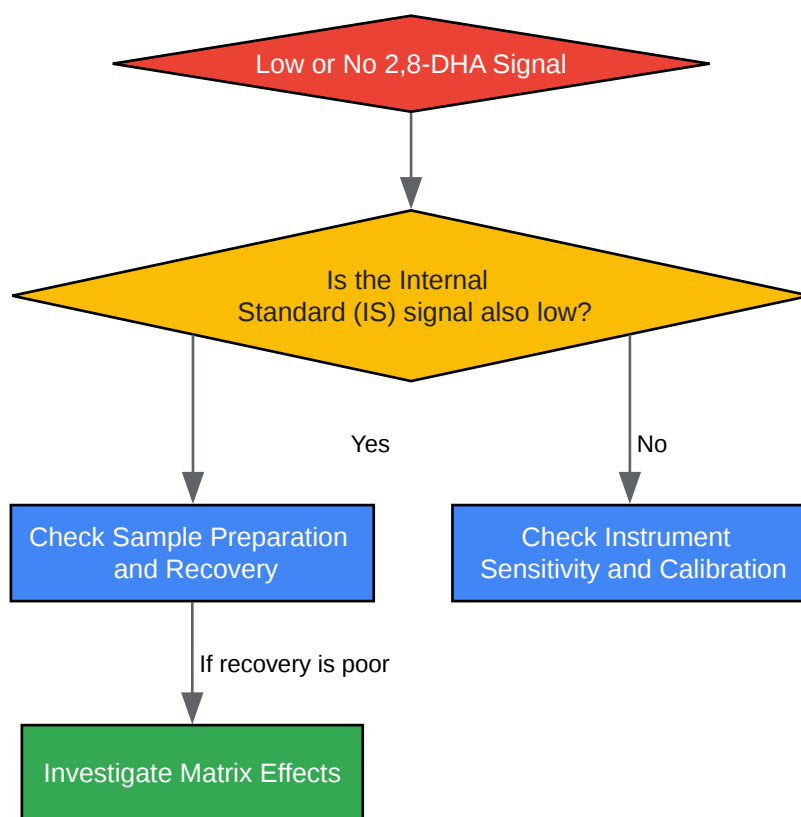 Low or No 2,8-DHA Signal
Is the Internal
Standard (IS) signal also low?
Yes
No
Check Sample Preparation
and Recovery
Check Instrument
Sensitivity and Calibration
If recovery is poor
Investigate Matrix Effects